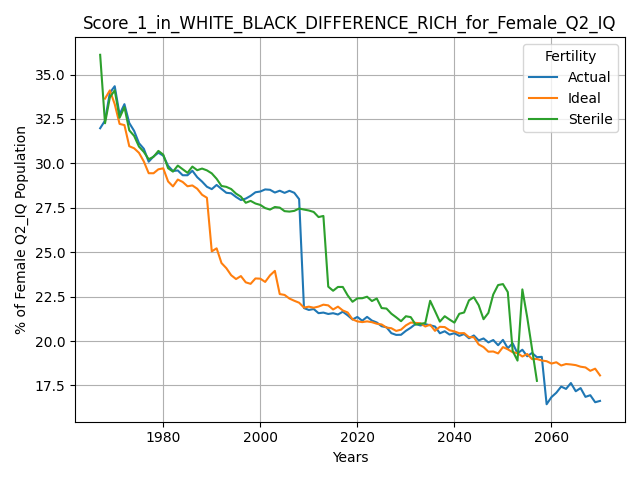 Score_1_in_WHITE_BLACK_DIFFERENCE_RICH_for_Female_Q2_IQ
Fertility
Actual
Ideal
Sterile
% of Female Q2_IQ Population
35.0
32.5
30.0
27.5
25.0
22.5
20.0
17.5
1980
2000
2020
2040
2060
Years